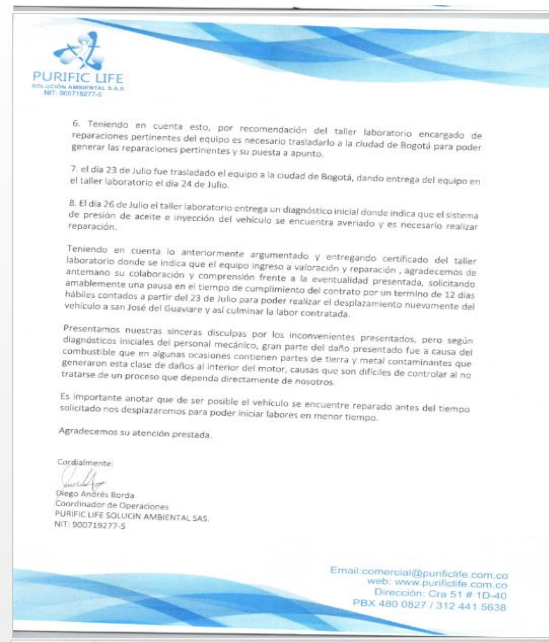 PURIFIC LIFE
SOLUCIÓN AMBIENTAL S.A.S
NIT: 900719277-5
6. Teniendo en cuenta esto, por recomendación del taller laboratorio encargado de
reparaciones pertinentes del equipo es necesario trasladarlo a la ciudad de Bogotá para poder
generar las reparaciones pertinentes y su puesta a apunto.
7. el día 23 de Julio fue trasladado el equipo a la ciudad de Bogotá, dando entrega del equipo en
el taller laboratorio el día 24 de Julio.
8. El día 26 de Julio el taller laboratorio entrega un diagnóstico inicial donde indica que el sistema
de presión de aceite e inyección del vehículo se encuentra averiado y es necesario realizar
reparación.
Teniendo en cuenta lo anteriormente argumentado y entregando certificado del taller
laboratorio donde se indica que el equipo ingreso a valoración y reparación , agradecemos de
antemano su colaboración y comprensión frente a la eventualidad presentada, solicitando
amablemente una pausa en el tiempo de cumplimiento del contrato por un termino de 12 días
hábiles contados a partir del 23 de Julio para poder realizar el desplazamiento nuevamente del
vehículo a san José del Guaviare y así culminar la labor contratada.
Presentamos nuestras sinceras disculpas por los inconvenientes presentados, pero según
diagnósticos iniciales del personal mecánico, gran parte del daño presentado fue a causa del
combustible que en algunas ocasiones contienen partes de tierra y metal contaminantes que
generaron esta clase de daños al interior del motor, causas que son difíciles de controlar al no
tratarse de un proceso que dependa directamente de nosotros.
Es importante anotar que de ser posible el vehículo se encuentre reparado antes del tiempo
solicitado nos desplazaremos para poder iniciar labores en menor tiempo.
Agradecemos su atención prestada.
Cordialmente:
Diego Andrés Borda
Coordinador de Operaciones
PURIFIC LIFE SOLUCIN AMBIENTAL SAS.
NIT: 900719277-5
Email:comercial@purificlife.com.co
web: www.purificlife.com.co
Dirección: Cra 51 # 1D-40
PBX 480 0827 / 312 441 5638